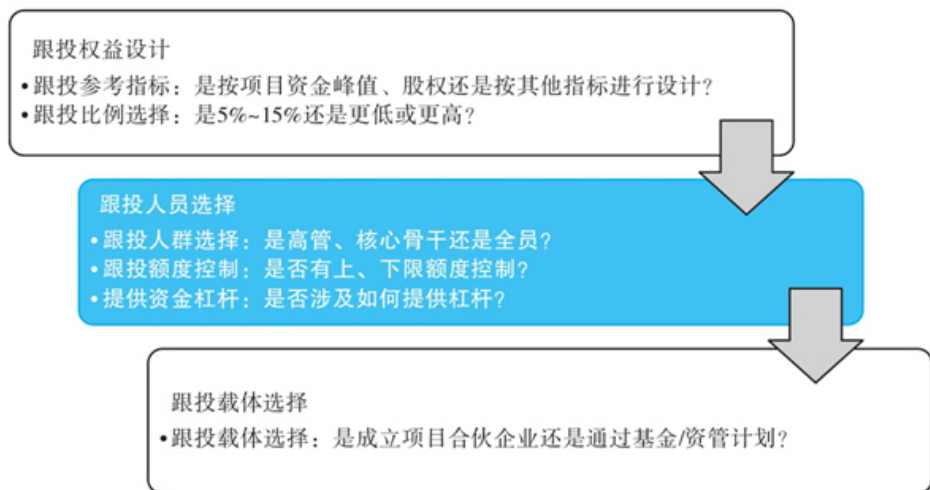 跟投权益设计
•跟投参考指标：是按项目资金峰值、股权还是按其他指标进行设计？
•跟投比例选择：是5%~15%还是更低或更高？
跟投人员选择
•跟投人群选择：是高管、核心骨干还是全员？
•跟投额度控制：是否有上、下限额度控制？
•提供资金杠杆：是否涉及如何提供杠杆？
跟投载体选择
•跟投载体选择：是成立项目合伙企业还是通过基金/资管计划？